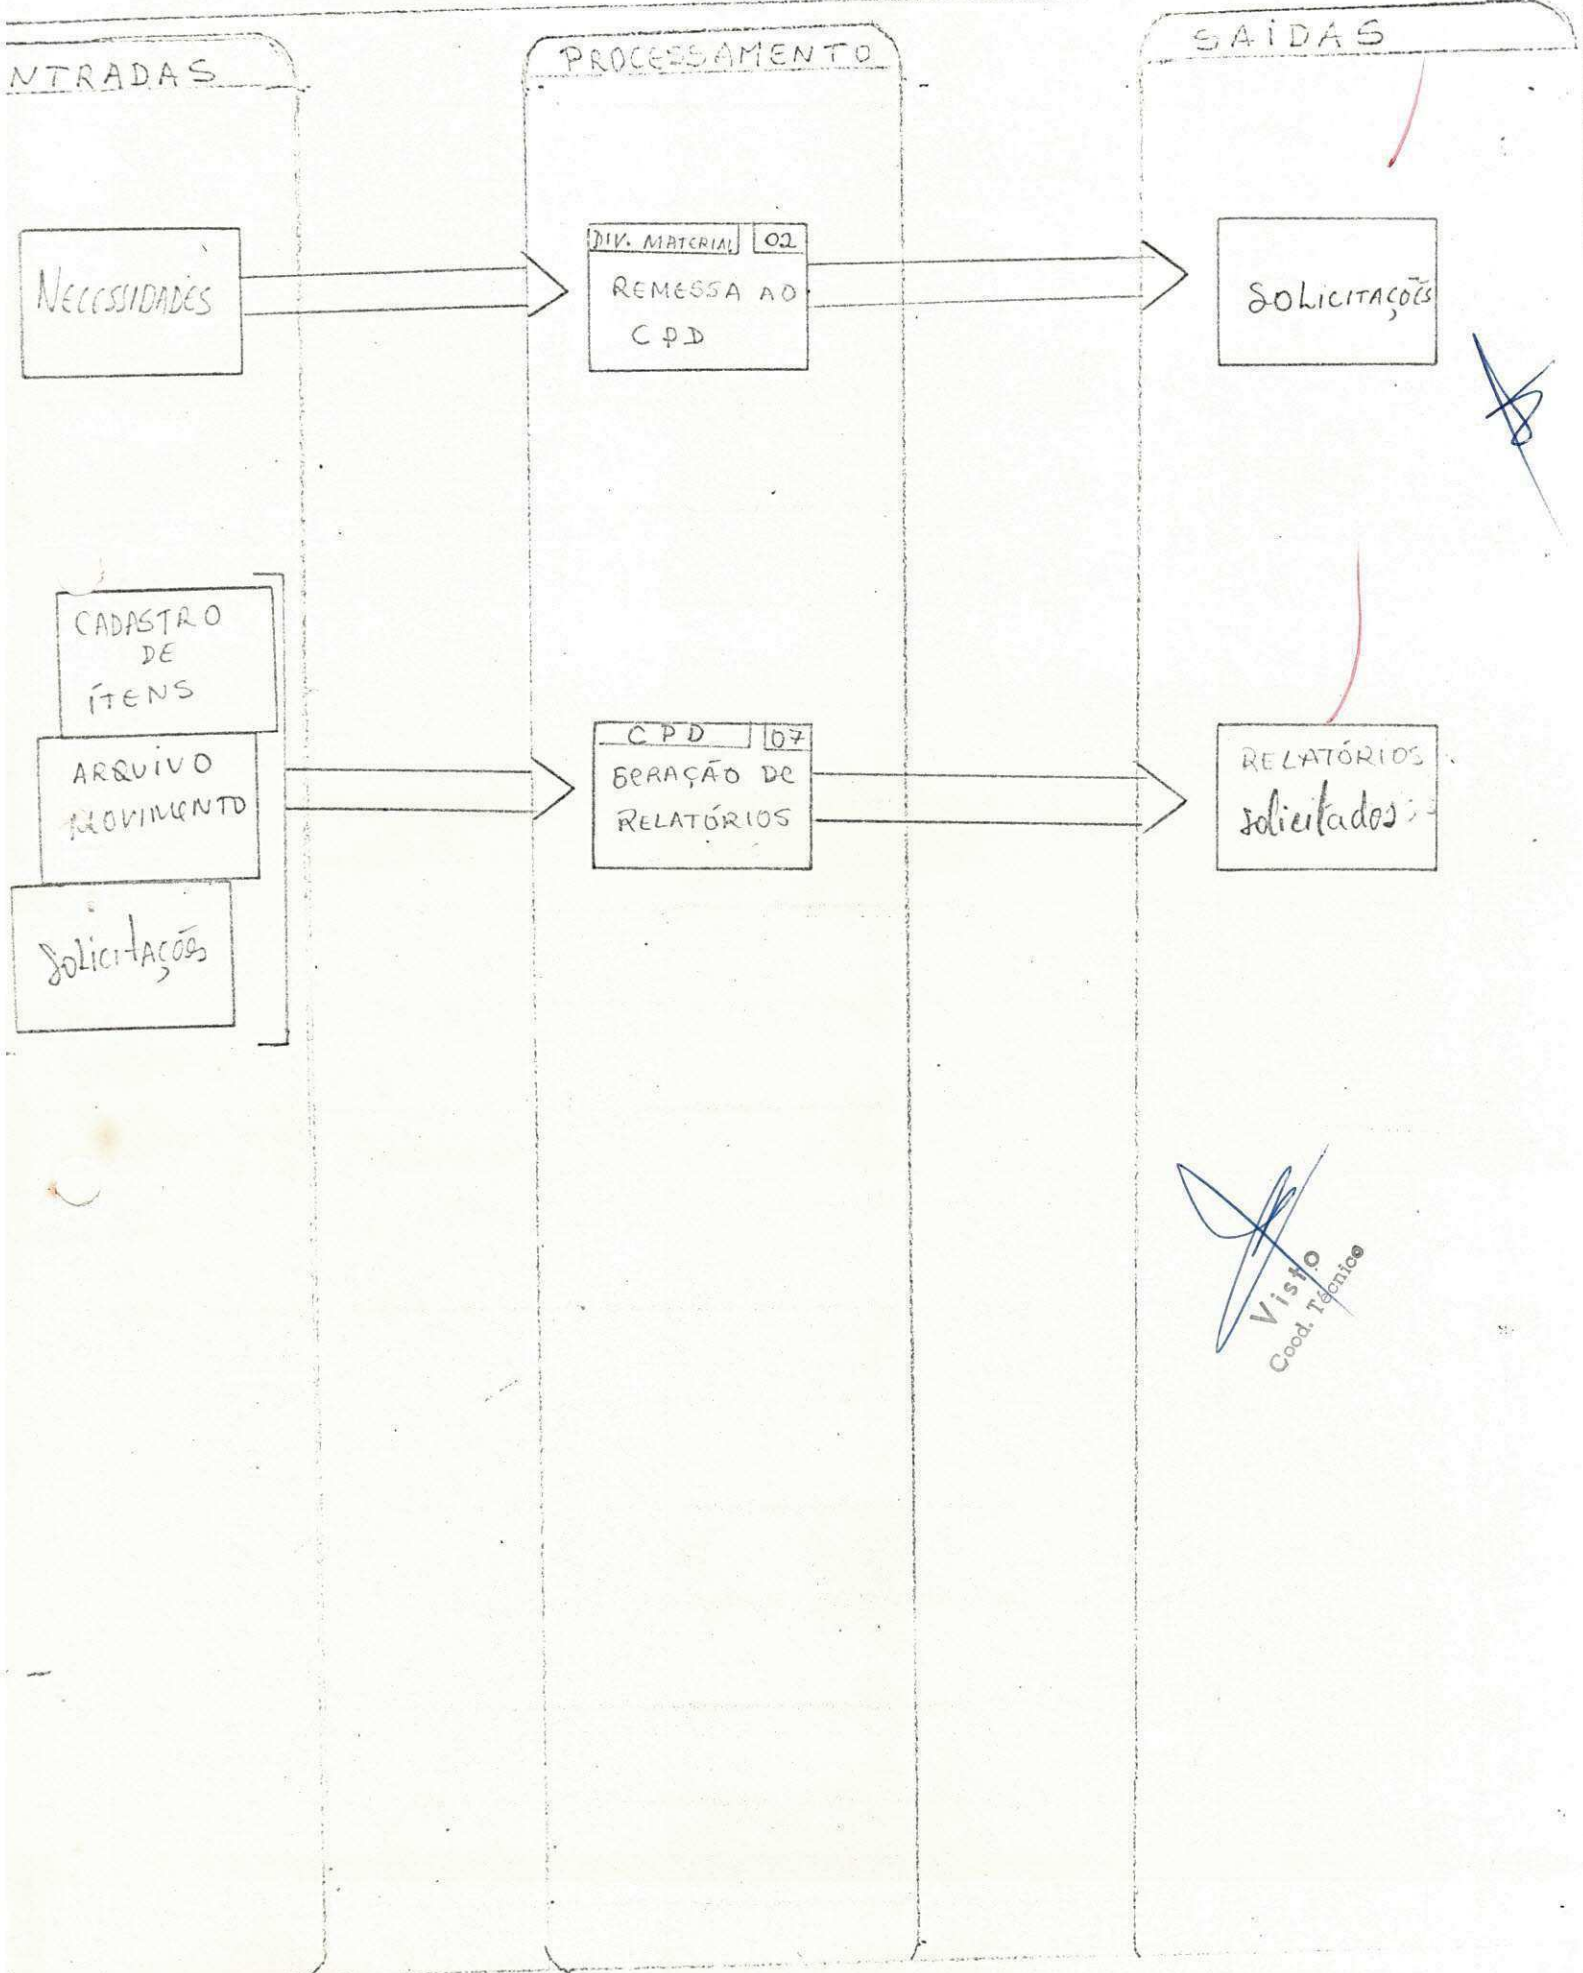 NTRADAS
PROCESSAMENTO
SAÍDAS
NECESSIDADES
DIV. MATERIAL 02
REMESSA AO
CPD
SOLICITAÇÕES
CADASTRO
DE
ÍTENS
ARQUIVO
MOVIMENTO
SOLICITAÇÕES
CPD 07
GERAÇÃO DE
RELATÓRIOS
RELATÓRIOS
solicitados
Visto
Cood. Técnico